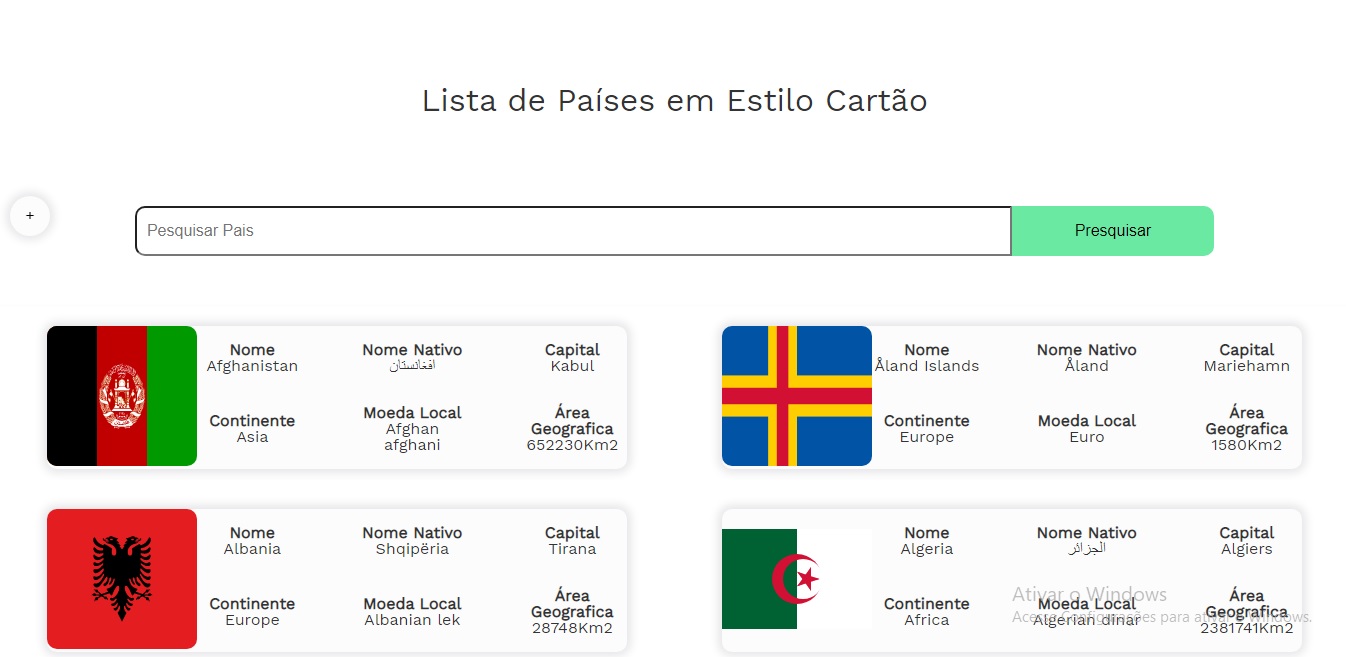 Lista de Países em Estilo Cartão
+
Pesquisar Pais
Presquisar
Nome
Afghanistan
Nome Nativo
افغانستان
Capital
Kabul
Continente
Asia
Moeda Local
Afghan
afghani
Área
Geografica
652230Km2
Nome
Åland Islands
Nome Nativo
Åland
Capital
Mariehamn
Continente
Europe
Moeda Local
Euro
Área
Geografica
1580Km2
Nome
Albania
Nome Nativo
Shqipëria
Capital
Tirana
Continente
Europe
Moeda Local
Albanian lek
Área
Geografica
28748Km2
Nome
Algeria
Nome Nativo
الجزائر
Capital
Algiers
Continente
Africa
Moeda Local
Algerian dinar
Área
Geografica
2381741Km2
Ativar o Windows
Acesse Configurações para ativar o Windows.